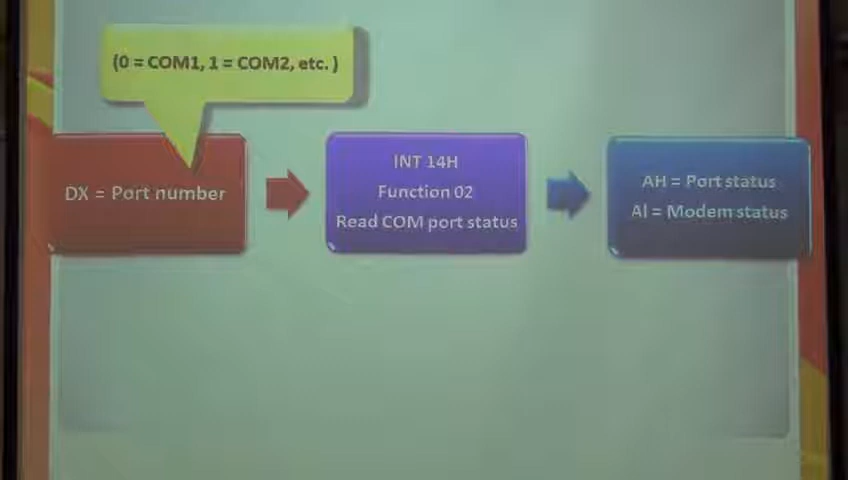 (0 = COM1, 1 = COM2, etc. )
DX = Port number
INT 14H
Function 02
Read COM port status
AH = Port status
Al = Modem status